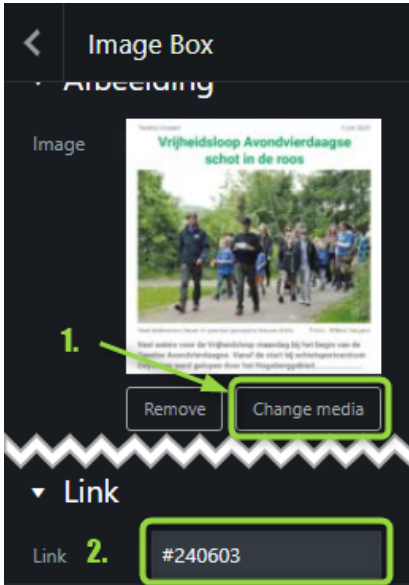 Image Box
Afbeelding
Image
Vrijheidsloop Avondvierdaagse
schot in de roos
1.
Remove
Change media
Link
Link
2.
#240603